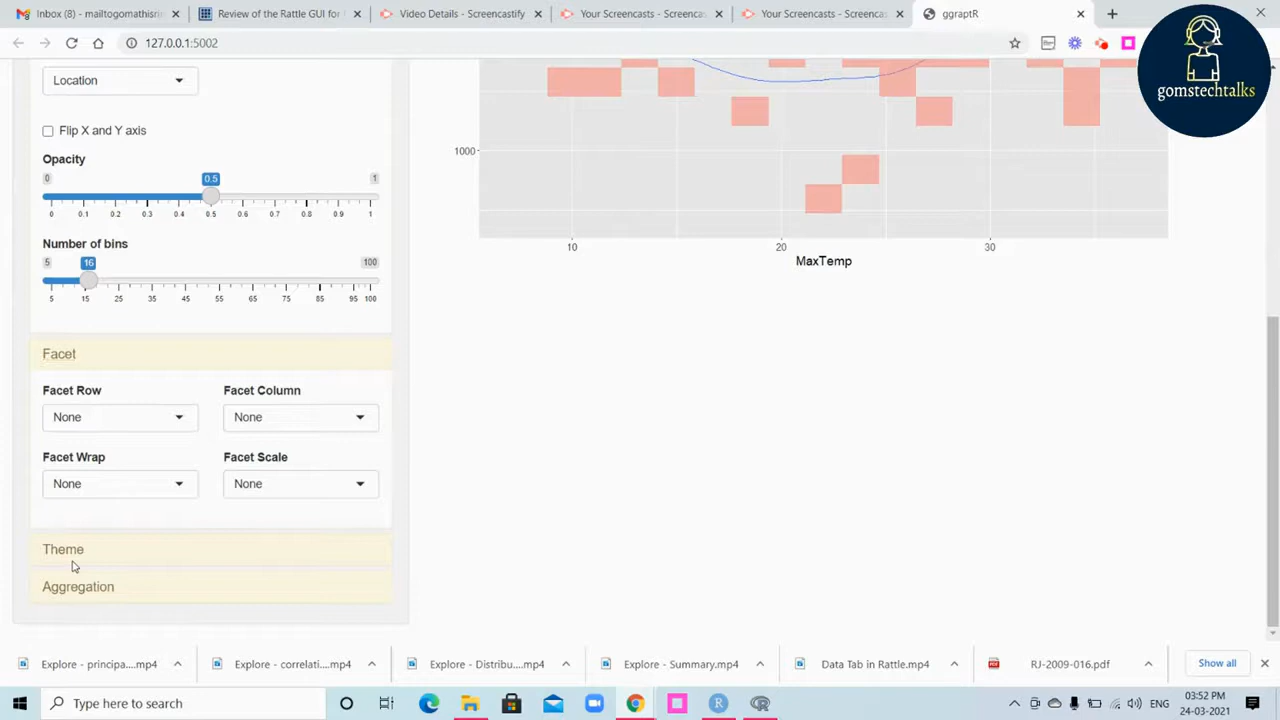 Inbox (8) - mailtogomathisrini
Review of the Rattle GUI for
Video Details - Screencastify
Your Screencasts - Screencas
Your Screencasts - Screencas
ggraptR
127.0.0.1:5002
gomstechtalks
Location
Flip X and Y axis
Opacity
0 0.5 1
0 0.1 0.2 0.3 0.4 0.5 0.6 0.7 0.8 0.9 1
Number of bins
5 16 100
5 15 25 35 45 55 65 75 85 95 100
1000
10 20 30
MaxTemp
Facet
Facet Row Facet Column
None None
Facet Wrap Facet Scale
None None
Theme
Aggregation
Explore - principa....mp4
Explore - correlati....mp4
Explore - Distribu....mp4
Explore - Summary.mp4
Data Tab in Rattle.mp4
RJ-2009-016.pdf
Show all
Type here to search
ENG
03:52 PM
24-03-2021